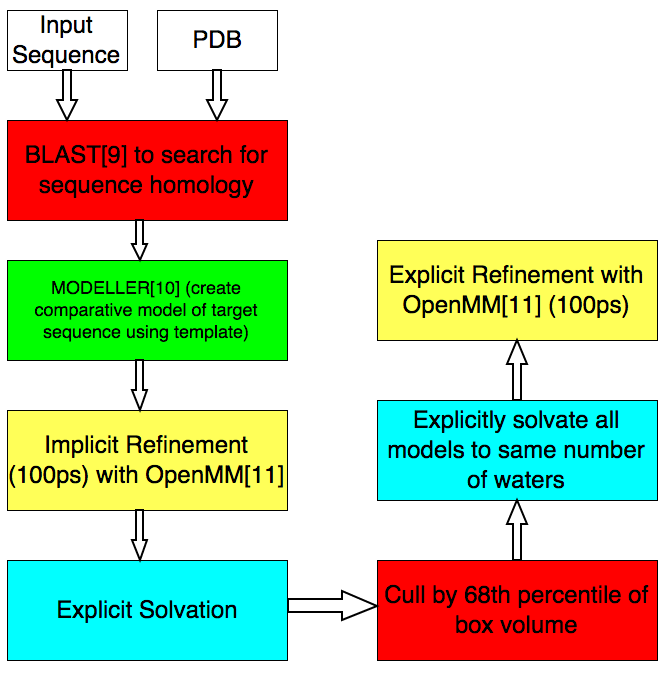 Input
Sequence
PDB
BLAST[9] to search for
sequence homology
MODELLER[10] (create
comparative model of target
sequence using template)
Implicit Refinement
(100ps) with OpenMM[11]
Explicit Solvation
Cull by 68th percentile of
box volume
Explicitly solvate all
models to same number
of waters
Explicit Refinement with
OpenMM[11] (100ps)